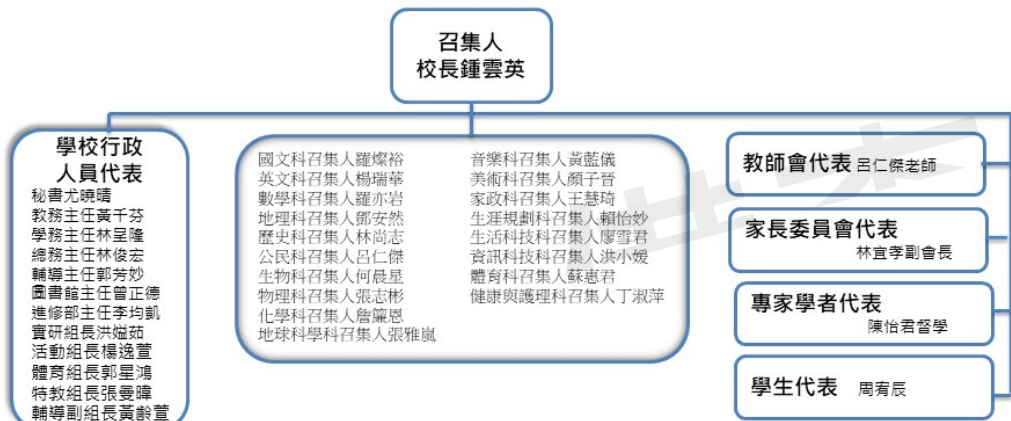 召集人
校長鍾雲英
學校行政
人員代表
秘書尤曉晴
教務主任黃千芬
學務主任林呈隆
總務主任林俊宏
輔導主任郭芳妙
圖書館主任曾正德
進修部主任李均凱
實研組長洪嬑茹
活動組長楊逸萱
體育組長郭星鴻
特教組長張曼暐
輔導副組長黃齡萱
國文科召集人羅燦裕
英文科召集人楊瑞華
數學科召集人羅亦岩
地理科召集人鄧安然
歷史科召集人林尚志
公民科召集人呂仁傑
生物科召集人何晨星
物理科召集人張志彬
化學科召集人詹簾恩
地球科學科召集人張雅嵐
音樂科召集人黃藍儀
美術科召集人顏子晉
家政科召集人王慧琦
生涯規劃科召集人賴怡妙
生活科技科召集人廖雪君
資訊科技科召集人洪小媛
體育科召集人蘇惠君
健康與護理科召集人丁淑萍
教師會代表 呂仁傑老師
家長委員會代表
林宜孝副會長
專家學者代表
陳怡君督學
學生代表 周宥辰